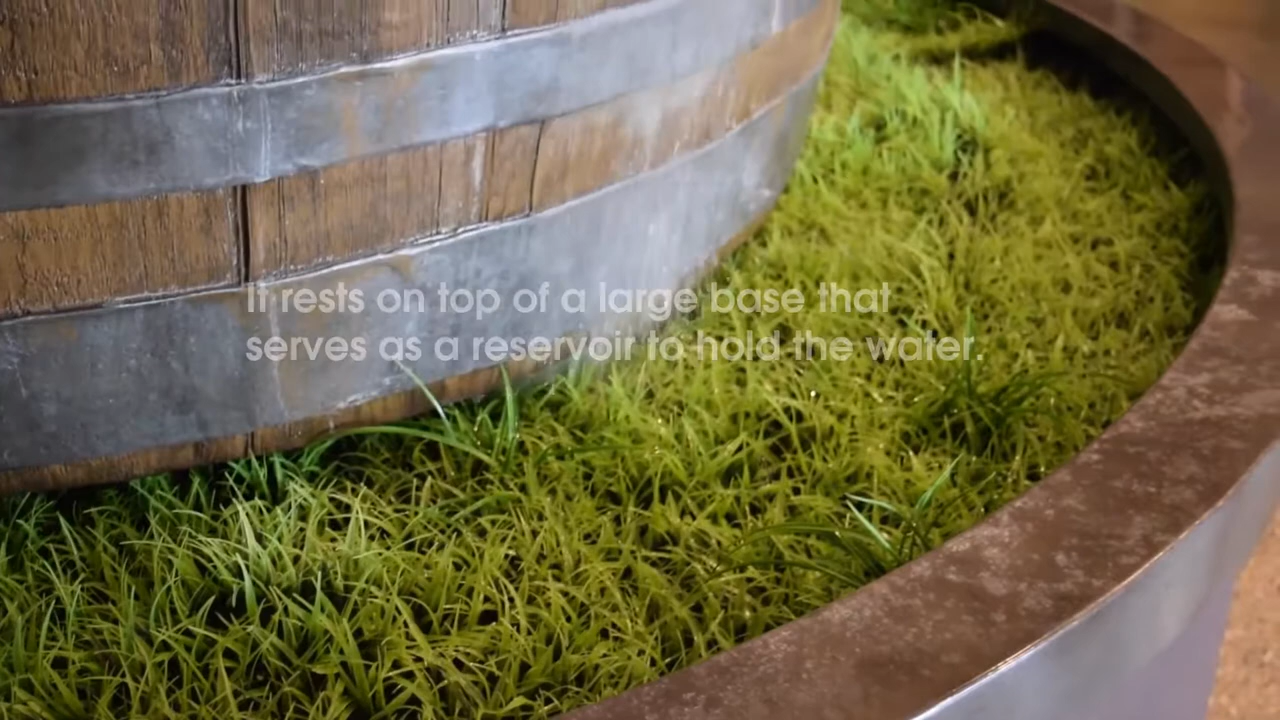 It rests on top of a large base that
serves as a reservoir to hold the water.